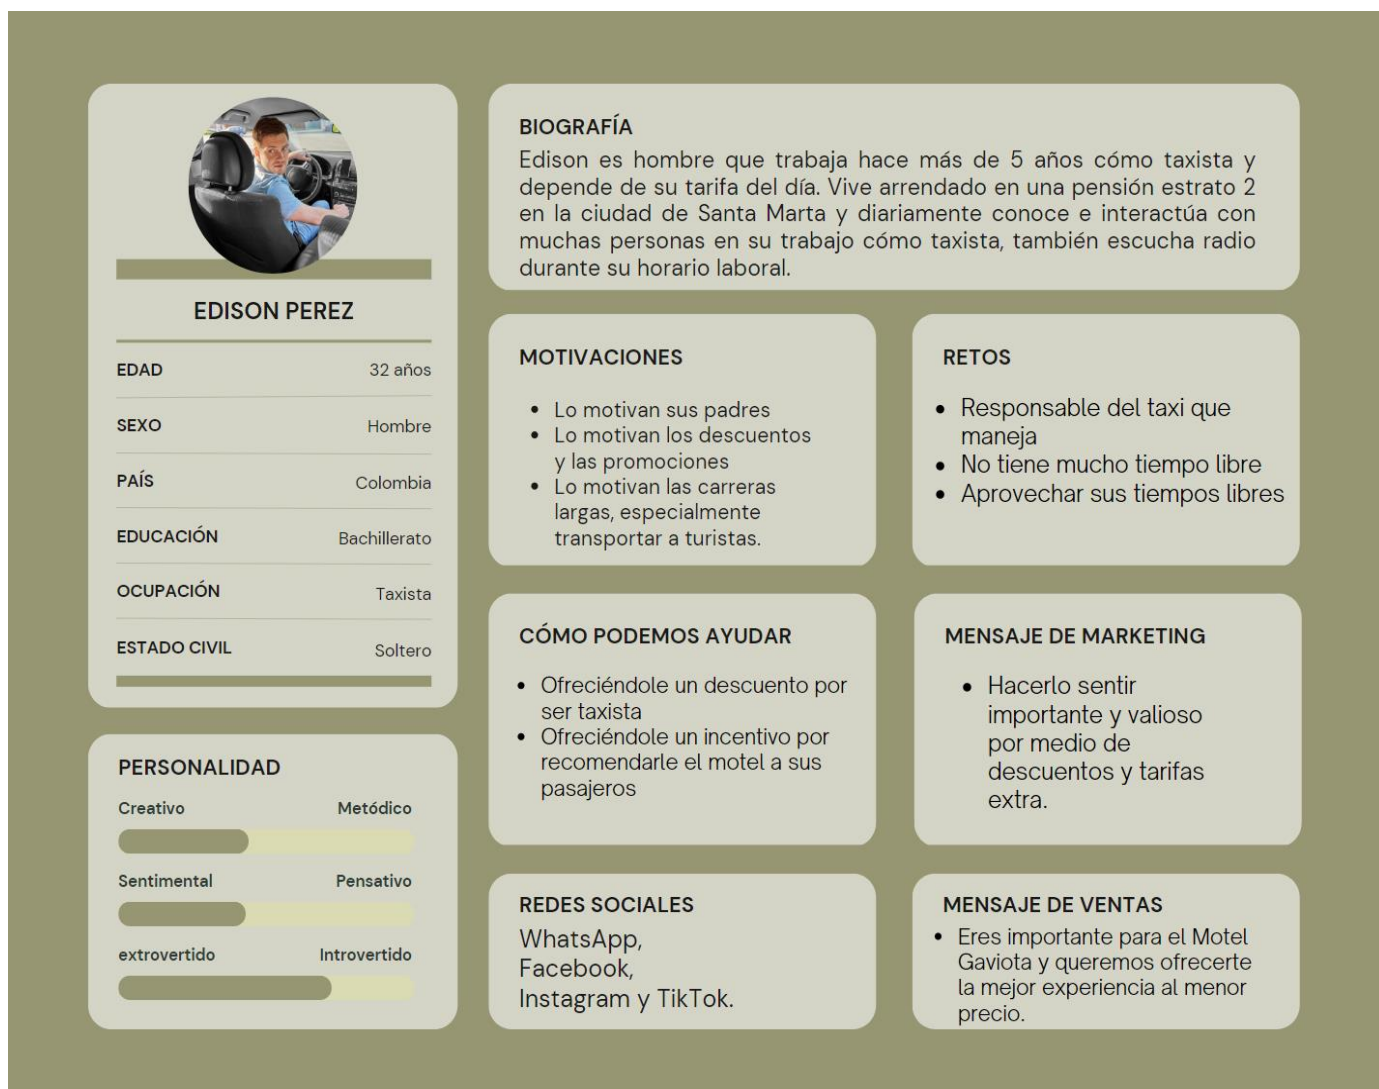 EDISON PEREZ
EDAD 32 años
SEXO Hombre
PAÍS Colombia
EDUCACIÓN Bachillerato
OCUPACIÓN Taxista
ESTADO CIVIL Soltero
PERSONALIDAD
Creativo Metódico
Sentimental Pensativo
extrovertido Introvertido
BIOGRAFÍA
Edison es hombre que trabaja hace más de 5 años cómo taxista y
depende de su tarifa del día. Vive arrendado en una pensión estrato 2
en la ciudad de Santa Marta y diariamente conoce e interactúa con
muchas personas en su trabajo cómo taxista, también escucha radio
durante su horario laboral.
MOTIVACIONES
• Lo motivan sus padres
• Lo motivan los descuentos
y las promociones
• Lo motivan las carreras
largas, especialmente
transportar a turistas.
RETOS
• Responsable del taxi que
maneja
• No tiene mucho tiempo libre
• Aprovechar sus tiempos libres
CÓMO PODEMOS AYUDAR
• Ofreciéndole un descuento por
ser taxista
• Ofreciéndole un incentivo por
recomendarle el motel a sus
pasajeros
MENSAJE DE MARKETING
• Hacerlo sentir
importante y valioso
por medio de
descuentos y tarifas
extra.
REDES SOCIALES
WhatsApp,
Facebook,
Instagram y TikTok.
MENSAJE DE VENTAS
• Eres importante para el Motel
Gaviota y queremos ofrecerte
la mejor experiencia al menor
precio.